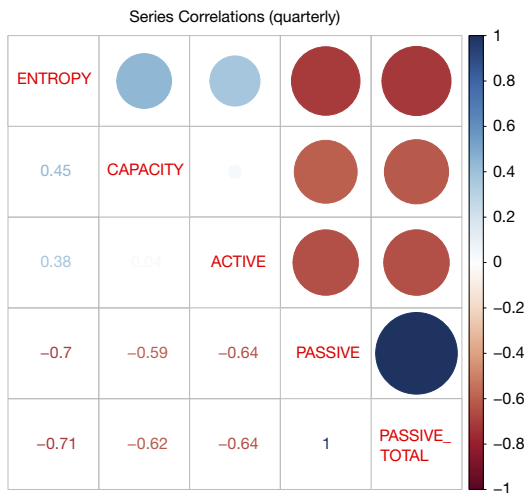 Series Correlations (quarterly)
ENTROPY
0.45 CAPACITY
0.38 0.04 ACTIVE
−0.7 −0.59 −0.64 PASSIVE
−0.71 −0.62 −0.64 1 PASSIVE_
TOTAL
1
0.8
0.6
0.4
0.2
0
−0.2
−0.4
−0.6
−0.8
−1